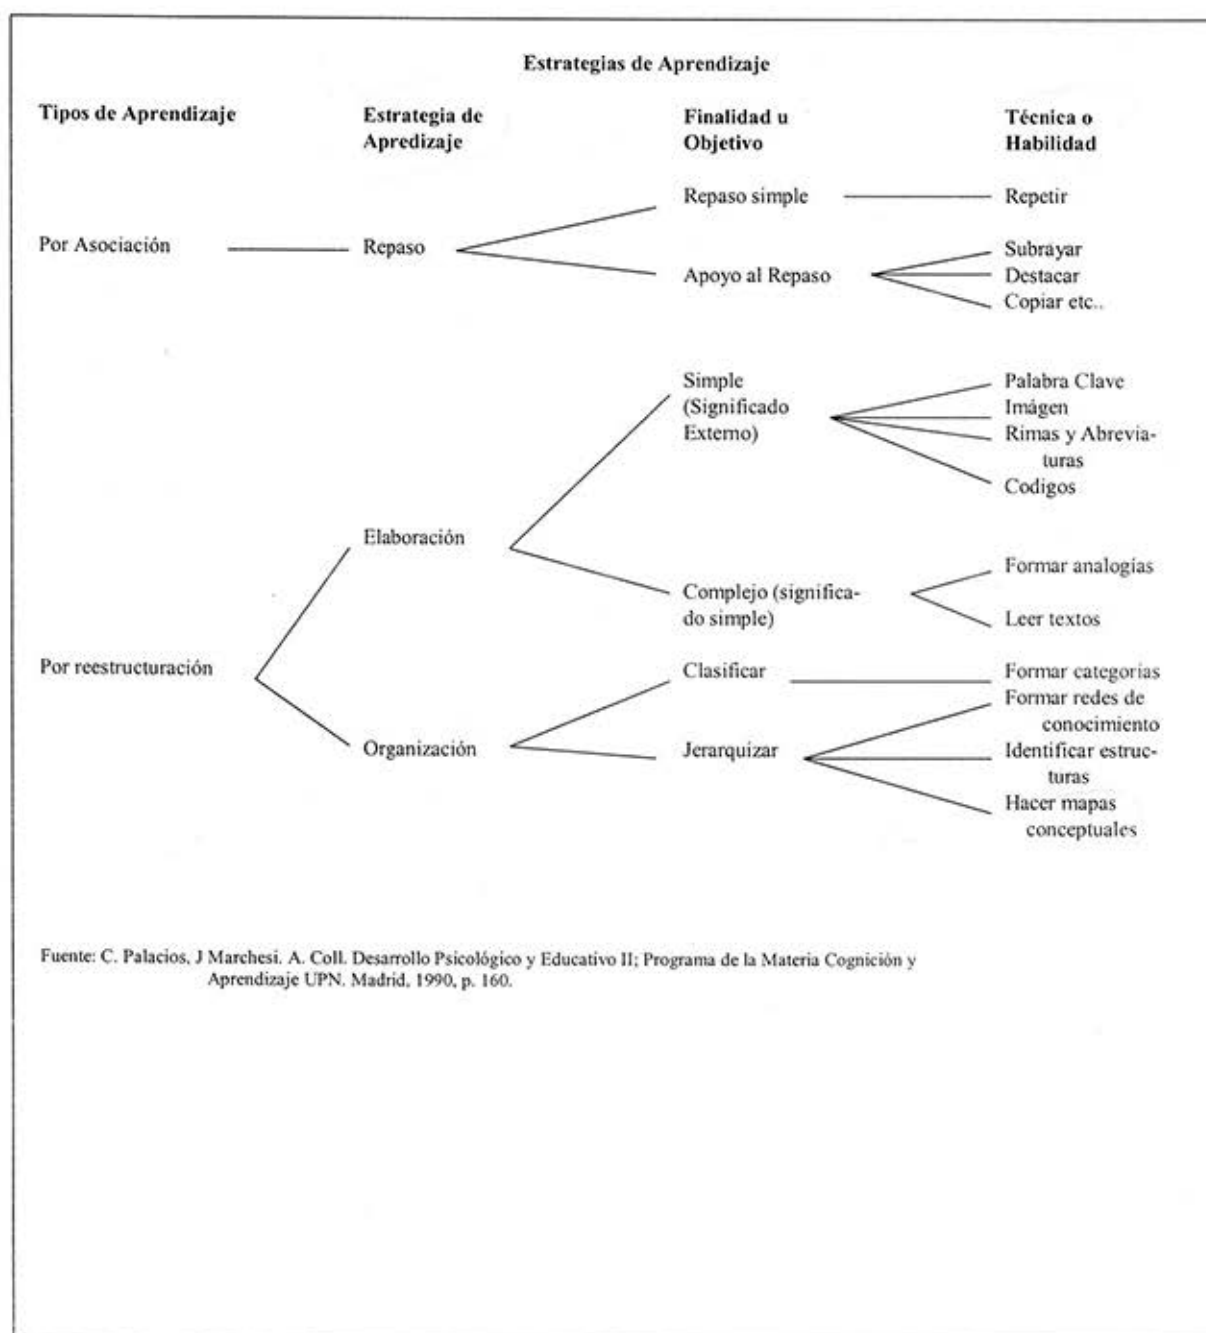 Estrategias de Aprendizaje
Tipos de Aprendizaje
Estrategia de
Apredizaje
Finalidad u
Objetivo
Técnica o
Habilidad
Por Asociación
Repaso
Repaso simple
Repetir
Apoyo al Repaso
Subrayar
Destacar
Copiar etc..
Por reestructuración
Elaboración
Simple
(Significado
Externo)
Palabra Clave
Imágen
Rimas y Abrevia-
turas
Codigos
Complejo (significa-
do simple)
Formar analogías
Leer textos
Organización
Clasificar
Formar categorías
Jerarquizar
Formar redes de
conocimiento
Identificar estruc-
turas
Hacer mapas
conceptuales
Fuente: C. Palacios, J Marchesi. A. Coll. Desarrollo Psicológico y Educativo II; Programa de la Materia Cognición y
Aprendizaje UPN. Madrid, 1990, p. 160.